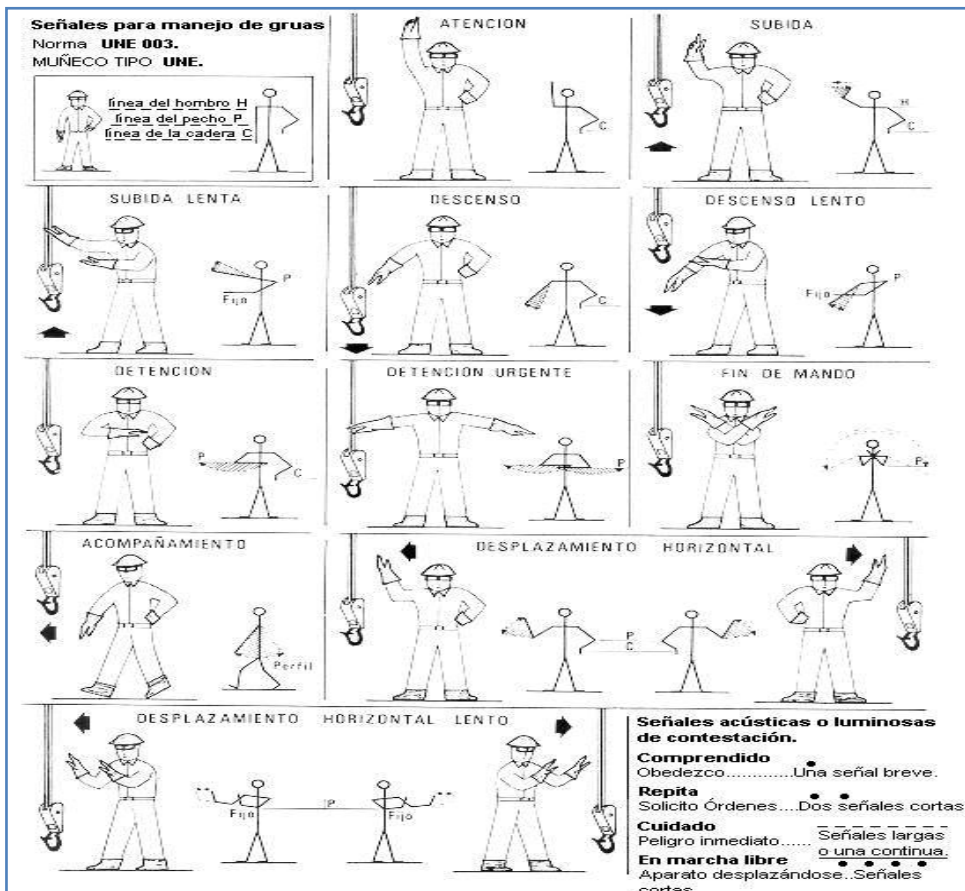 Señales para manejo de gruas
Norma UNE 003.
MUÑECO TIPO UNE.
línea del hombro H
línea del pecho P
línea de la cadera C
ATENCION
C
SUBIDA
H
C
SUBIDA LENTA
P
Fijo
DESCENSO
C
DESCENSO LENTO
P
Fijo
DETENCION
P
C
DETENCION URGENTE
P
FIN DE MANDO
P
ACOMPAÑAMIENTO
Perfil
DESPLAZAMIENTO HORIZONTAL
P
C
DESPLAZAMIENTO HORIZONTAL LENTO
P
Fijo
Fijo
Señales acústicas o luminosas
de contestación.
Comprendido
Obedezco............Una señal breve.
Repita
Solicito Órdenes....Dos señales cortas
Cuidado
Peligro inmediato...... Señales largas
o una continua.
En marcha libre
Aparato desplazándose..Señales
cortas